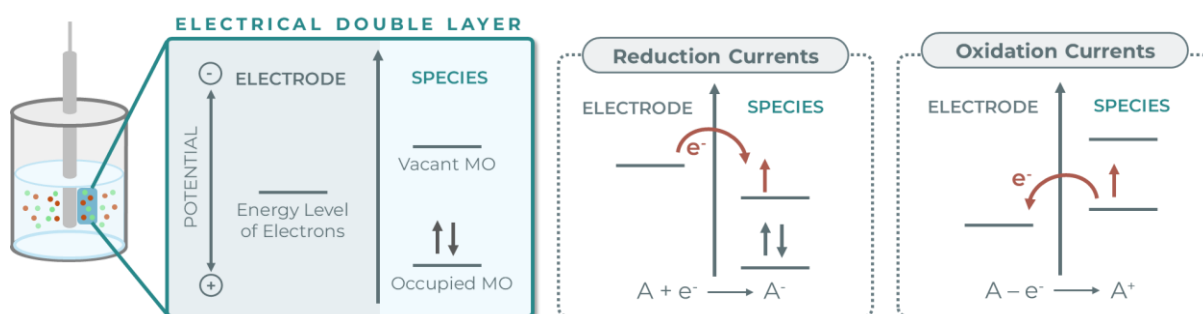 ELECTRICAL DOUBLE LAYER
-
ELECTRODE
SPECIES
POTENTIAL
Vacant MO
Energy Level
of Electrons
Occupied MO
+
Reduction Currents
ELECTRODE
SPECIES
e⁻
A + e⁻ ⟶ A⁻
Oxidation Currents
ELECTRODE
SPECIES
e⁻
A – e⁻ ⟶ A⁺